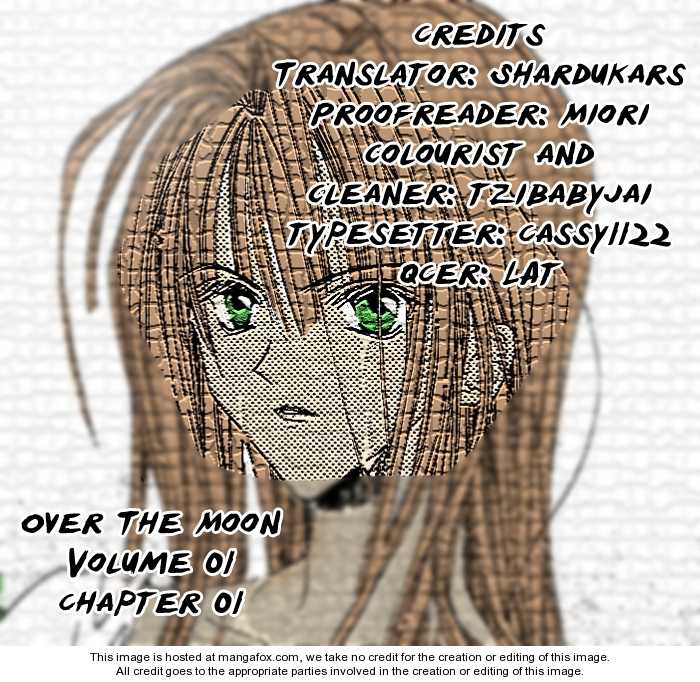 CREDITS
TRANSLATOR: SHARDUKARS
PROOFREADER: MIORI
COLOURIST AND
CLEANER: TZIBABYJAI
TYPESETTER: CASSY1122
QCER: LAT
OVER THE MOON
VOLUME 01
CHAPTER 01
This image is hosted at mangafox.com, we take no credit for the creation or editing of this image.
All credit goes to the appropriate parties involved in the creation or editing of this image.